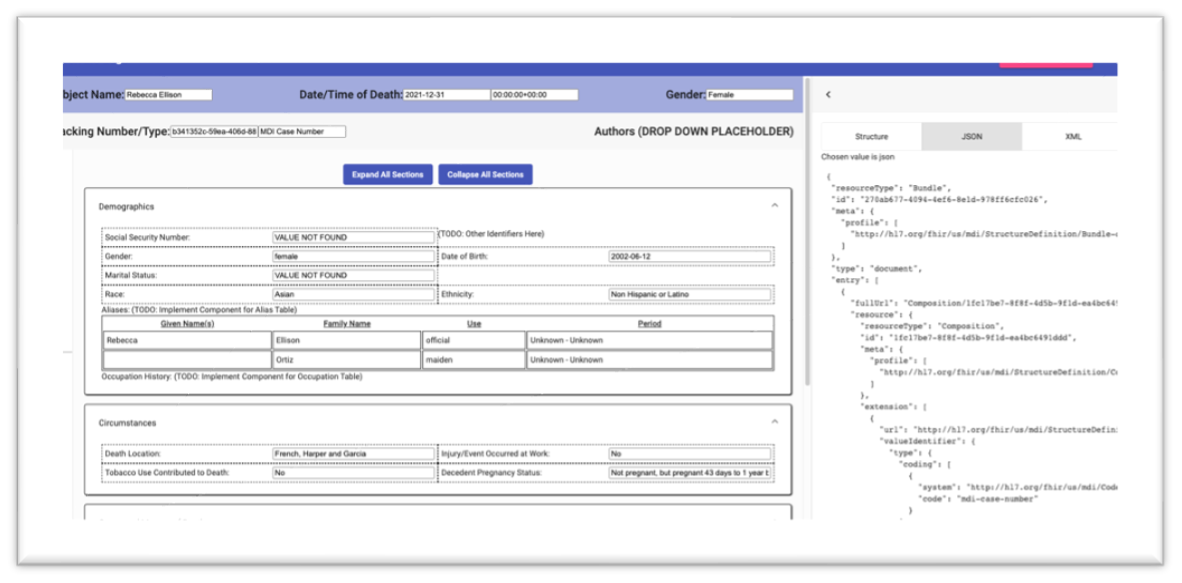 bject Name: Rebecca Ellison Date/Time of Death: 2021-12-31 00:00:00+00:00 Gender: Female
acking Number/Type: b341352c-59ea-406d-88 MDI Case Number Authors (DROP DOWN PLACEHOLDER)
Expand All Sections Collapse All Sections
Demographics
Social Security Number: VALUE NOT FOUND (TODO: Other Identifiers Here)
Gender: female Date of Birth: 2002-06-12
Marital Status: VALUE NOT FOUND
Race: Asian Ethnicity: Non Hispanic or Latino
Aliases: (TODO: Implement Component for Alias Table)
Given Name(s) Family Name Use Period
Rebecca Ellison official Unknown - Unknown
Ortiz maiden Unknown - Unknown
Occupation History: (TODO: Implement Component for Occupation Table)
Circumstances
Death Location: French, Harper and Garcia Injury/Event Occurred at Work: No
Tobacco Use Contributed to Death: No Decedent Pregnancy Status: Not pregnant, but pregnant 43 days to 1 year b
Structure JSON XML
Chosen value is json
{
"resourceType": "Bundle",
"id": "270ab677-4094-4ef6-8e1d-978ff6cfc026",
"meta": {
"profile": [
"http://hl7.org/fhir/us/mdi/StructureDefinition/Bundle-
]
},
"type": "document",
"entry": [
{
"fullUrl": "Composition/1fc17be7-8f8f-4d5b-9f1d-ea4bc64
"resource": {
"resourceType": "Composition",
"id": "1fc17be7-8f8f-4d5b-9f1d-ea4bc6491ddd",
"meta": {
"profile": [
"http://hl7.org/fhir/us/mdi/StructureDefinition/Co
]
},
"extension": [
{
"url": "http://hl7.org/fhir/us/mdi/StructureDefin
"valueIdentifier": {
"type": {
"coding": [
{
"system": "http://hl7.org/fhir/us/mdi/Code
"code": "mdi-case-number"
}